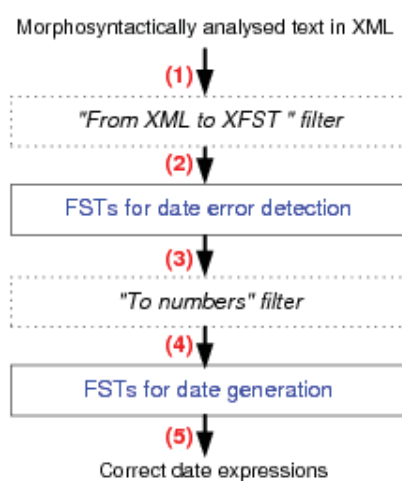 Morphosyntactically analysed text in XML
(1)
"From XML to XFST " filter
(2)
FSTs for date error detection
(3)
"To numbers" filter
(4)
FSTs for date generation
(5)
Correct date expressions